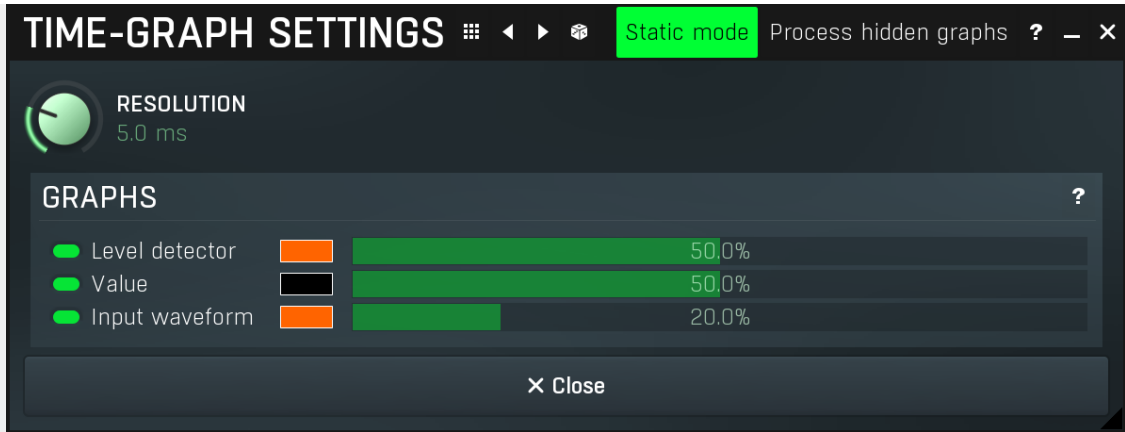 TIME-GRAPH SETTINGS Static mode Process hidden graphs ?
RESOLUTION
5.0 ms
GRAPHS ?
Level detector 50.0%
Value 50.0%
Input waveform 20.0%
Close